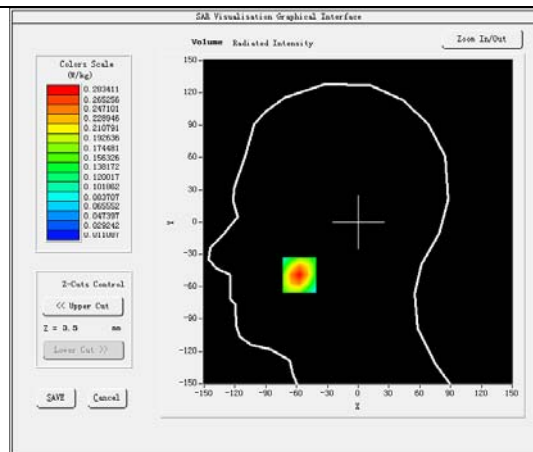 SAR Visualisation Graphical Interface
Volume Radiated Intensity
Zoom In/Out
Colors Scale
(W/kg)
0.283411
0.265256
0.247101
0.228946
0.210791
0.192636
0.174481
0.156326
0.138172
0.120017
0.101862
0.083707
0.065552
0.047397
0.029242
0.011087
Z-Cuts Control
<< Upper Cut
Z = 3.5 mm
Lower Cut >>
SAVE
Cancel
150
120
90
60
30
0
-30
-60
-90
-120
-150
Y
-150 -120 -90 -60 -30 0 30 60 90 120 150
X